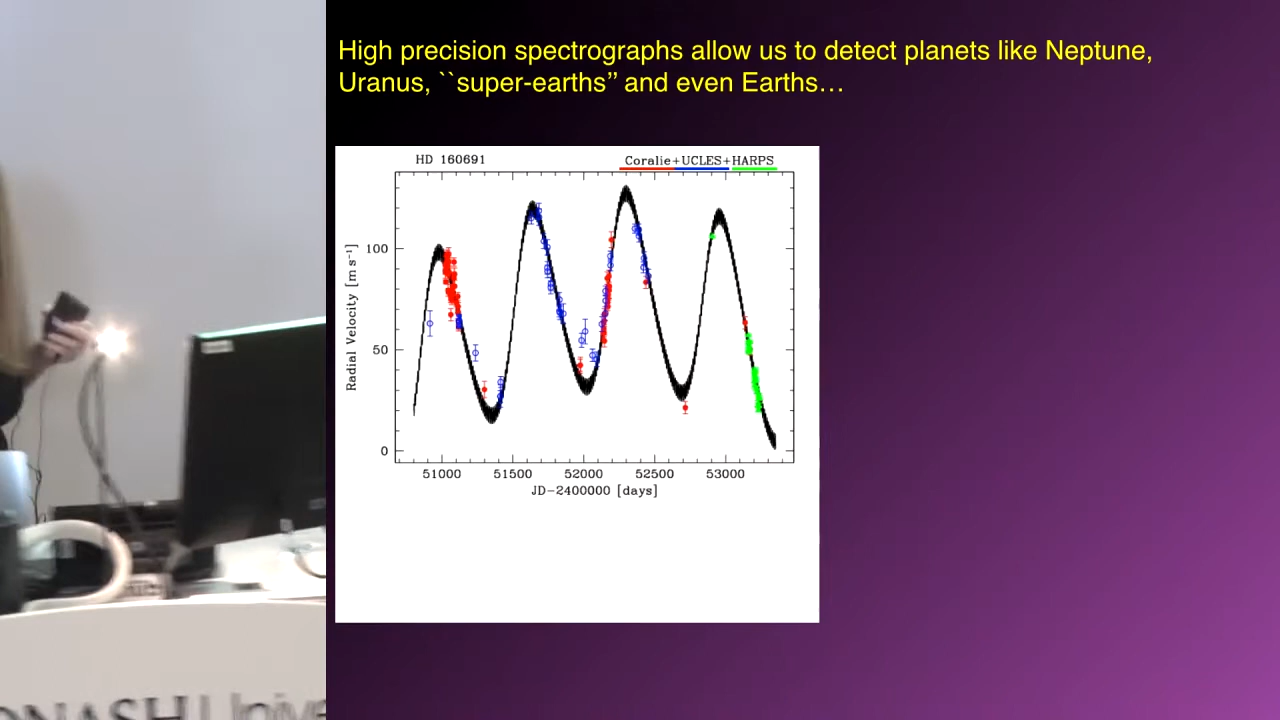 High precision spectrographs allow us to detect planets like Neptune,
Uranus, ``super-earths’’ and even Earths…
HD 160691
Coralie+UCLES+HARPS
Radial Velocity [m s⁻¹]
100
50
0
51000 51500 52000 52500 53000
JD-2400000 [days]